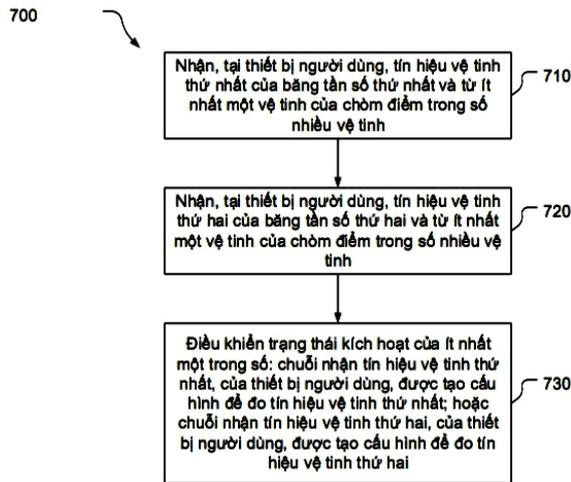 700
Nhận, tại thiết bị người dùng, tín hiệu vệ tinh
thứ nhất của băng tần số thứ nhất và từ ít
nhất một vệ tinh của chòm điểm trong số
nhiều vệ tinh
710
Nhận, tại thiết bị người dùng, tín hiệu vệ tinh
thứ hai của băng tần số thứ hai và từ ít nhất
một vệ tinh của chòm điểm trong số nhiều vệ
tinh
720
Điều khiển trạng thái kích hoạt của ít nhất
một trong số: chuỗi nhận tín hiệu vệ tinh thứ
nhất, của thiết bị người dùng, được tạo cấu
hình để đo tín hiệu vệ tinh thứ nhất; hoặc
chuỗi nhận tín hiệu vệ tinh thứ hai, của thiết
bị người dùng, được tạo cấu hình để đo tín
hiệu vệ tinh thứ hai
730